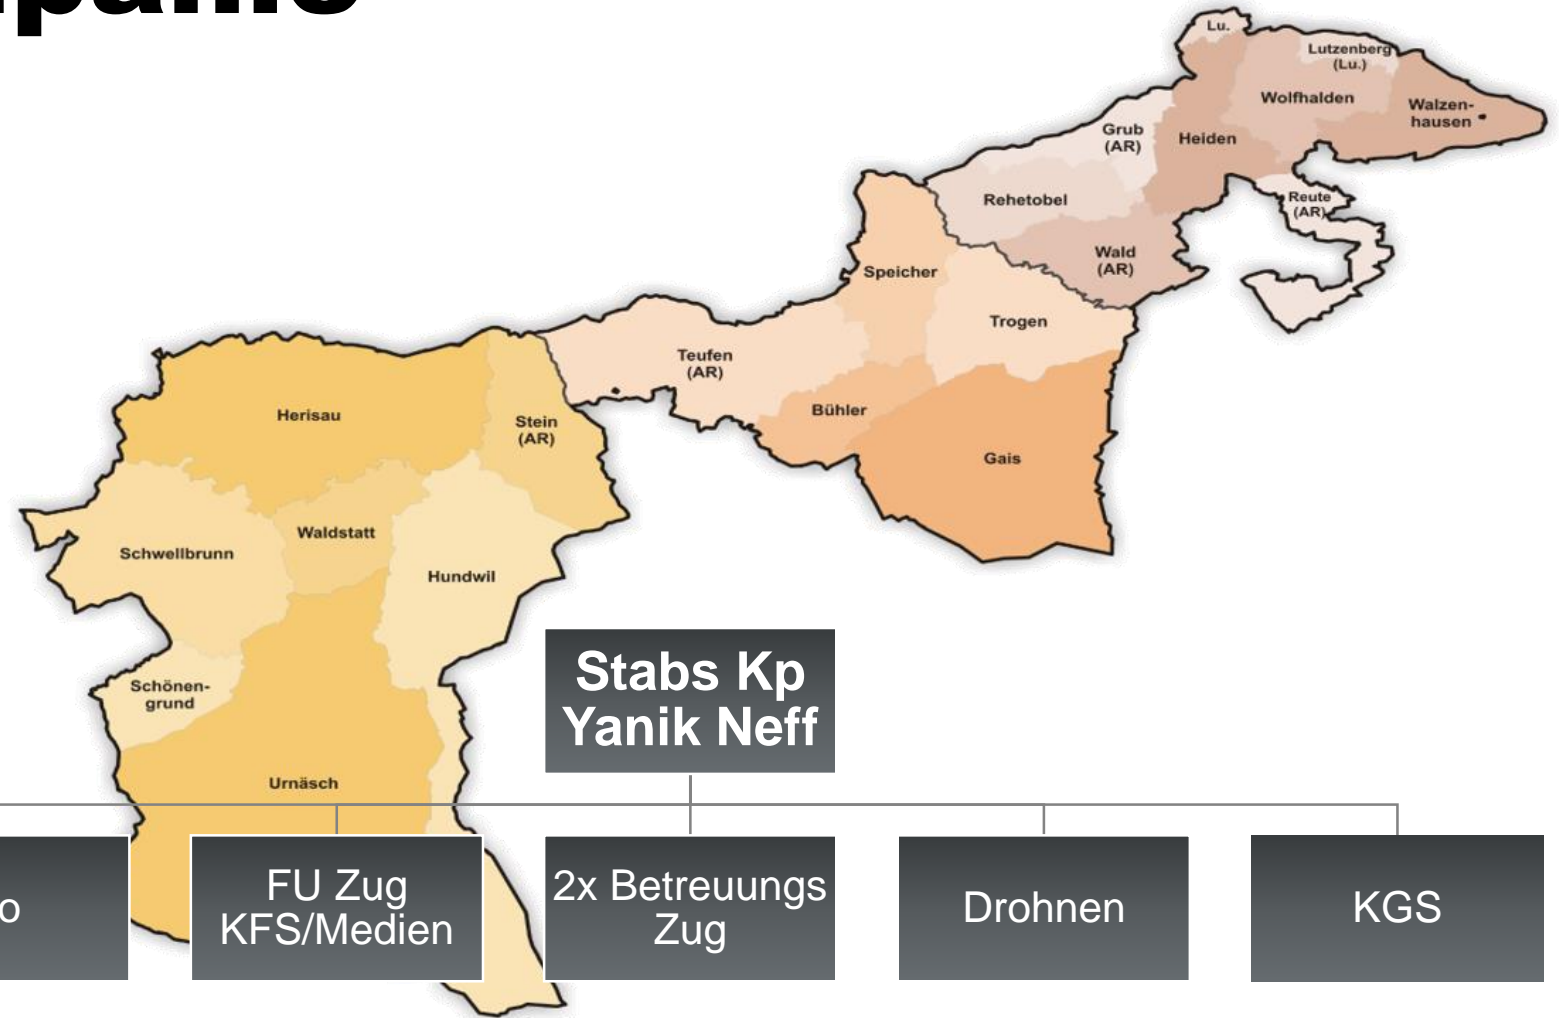 Lu.
Lutzenberg
(Lu.)
Wolfhalden
Walzen-
hausen
Grub
(AR)
Heiden
Rehetobel
Reute
(AR)
Wald
(AR)
Speicher
Trogen
Teufen
(AR)
Bühler
Gais
Herisau
Stein
(AR)
Waldstatt
Schwellbrunn
Hundwil
Schönen-
grund
Urnäsch
Stabs Kp
Yanik Neff
o
FU Zug
KFS/Medien
2x Betreuungs
Zug
Drohnen
KGS